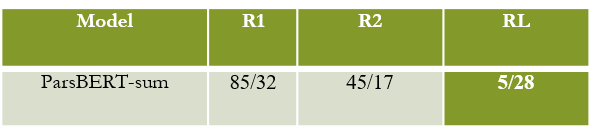 Model R1 R2 RL
ParsBERT-sum 85/32 45/17 5/28